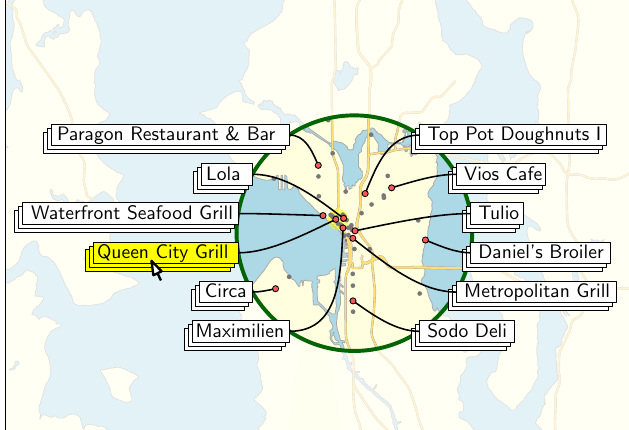 Paragon Restaurant & Bar
Top Pot Doughnuts I
Lola
Vios Cafe
Waterfront Seafood Grill
Tulio
Queen City Grill
Daniel's Broiler
Circa
Metropolitan Grill
Maximilien
Sodo Deli